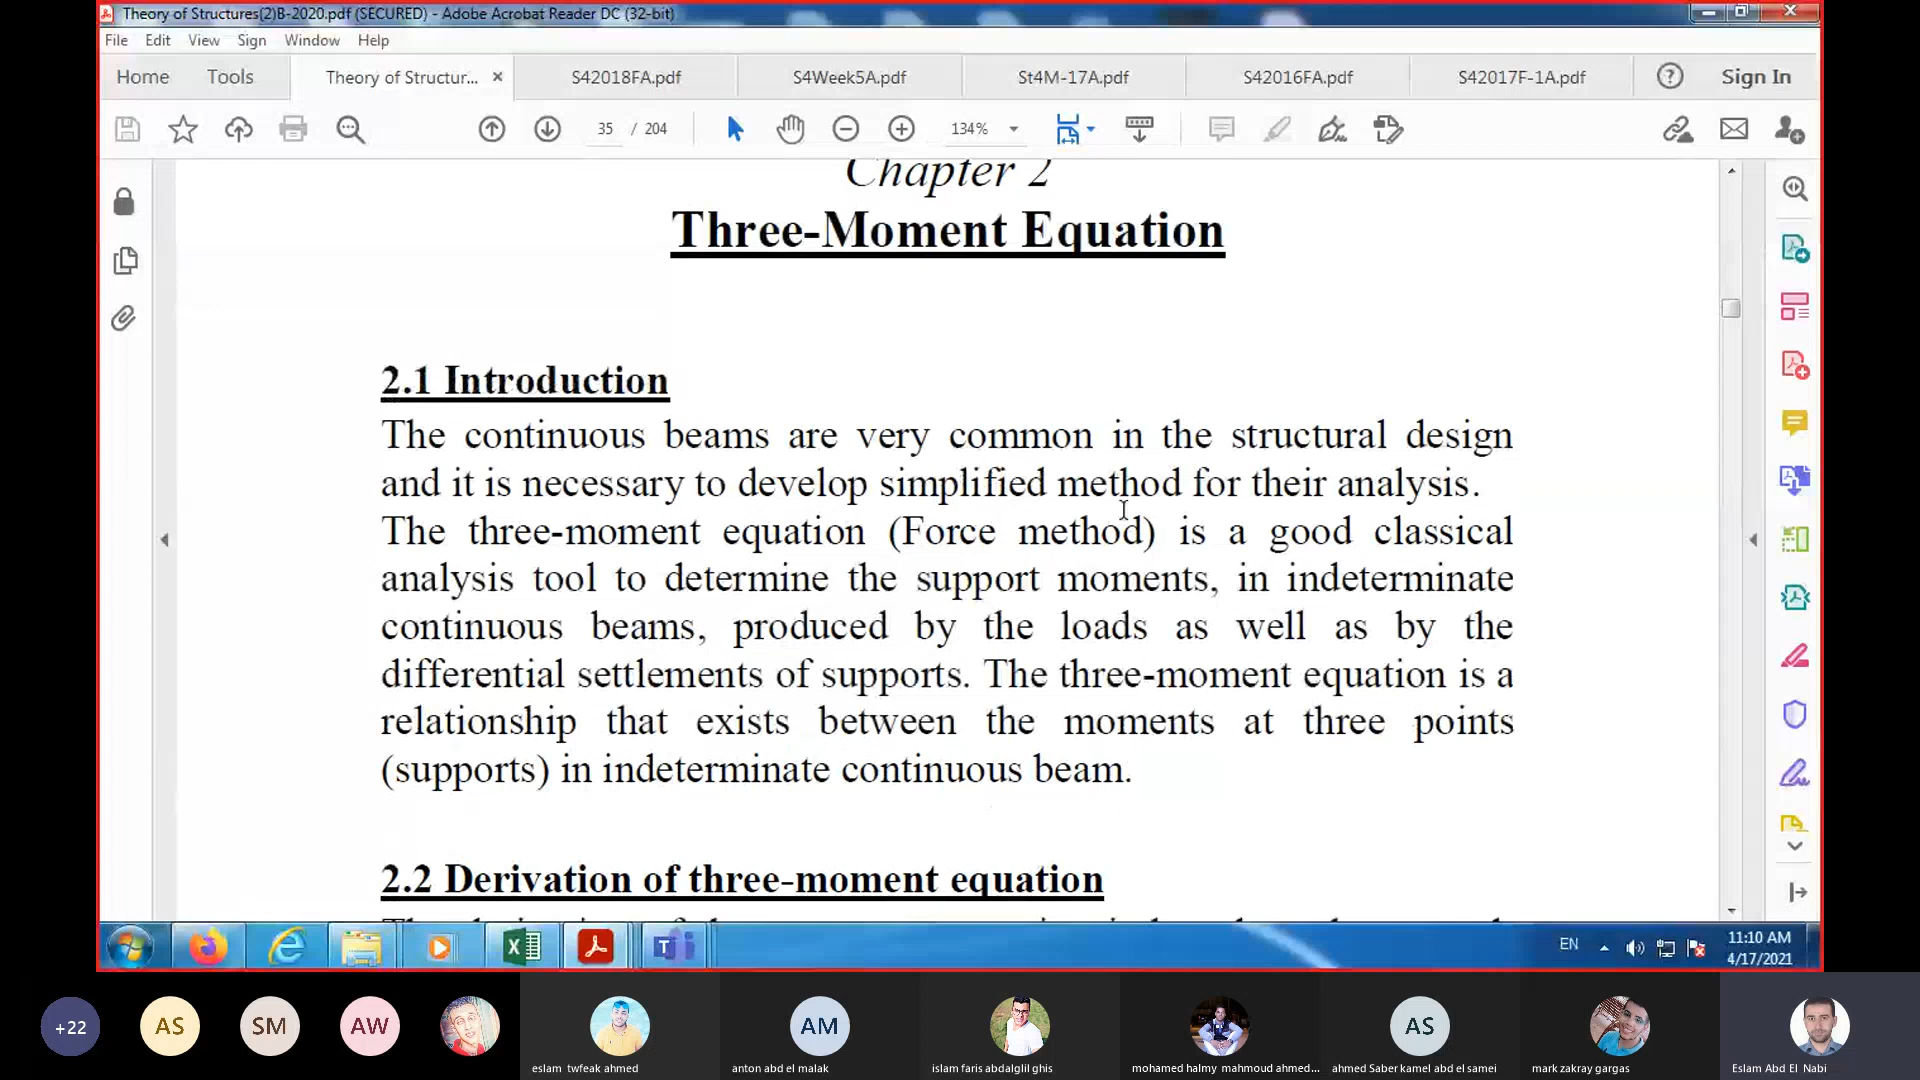 Theory of Structures(2)B-2020.pdf (SECURED) - Adobe Acrobat Reader DC (32-bit)
File Edit View Sign Window Help
Home Tools Theory of Structur... × S42018FA.pdf S4Week5A.pdf St4M-17A.pdf S42016FA.pdf S42017F-1A.pdf Sign In
35 / 204 134%
Chapter 2
Three-Moment Equation
2.1 Introduction
The continuous beams are very common in the structural design
and it is necessary to develop simplified method for their analysis.
The three-moment equation (Force method) is a good classical
analysis tool to determine the support moments, in indeterminate
continuous beams, produced by the loads as well as by the
differential settlements of supports. The three-moment equation is a
relationship that exists between the moments at three points
(supports) in indeterminate continuous beam.
2.2 Derivation of three-moment equation
EN 11:10 AM
4/17/2021
+22 AS SM AW AM AS
eslam twfeak ahmed anton abd el malak islam faris abdalglil ghis mohamed halmy mahmoud ahmed... ahmed Saber kamel abd el samei mark zakray gargas Eslam Abd El Nabi